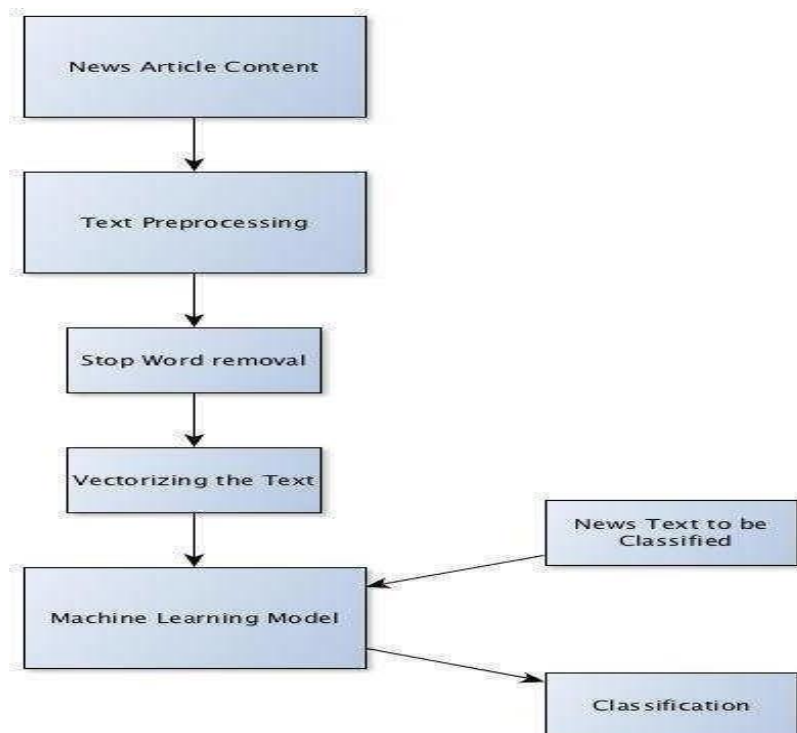 News Article Content
Text Preprocessing
Stop Word removal
Vectorizing the Text
News Text to be
Classified
Machine Learning Model
Classification